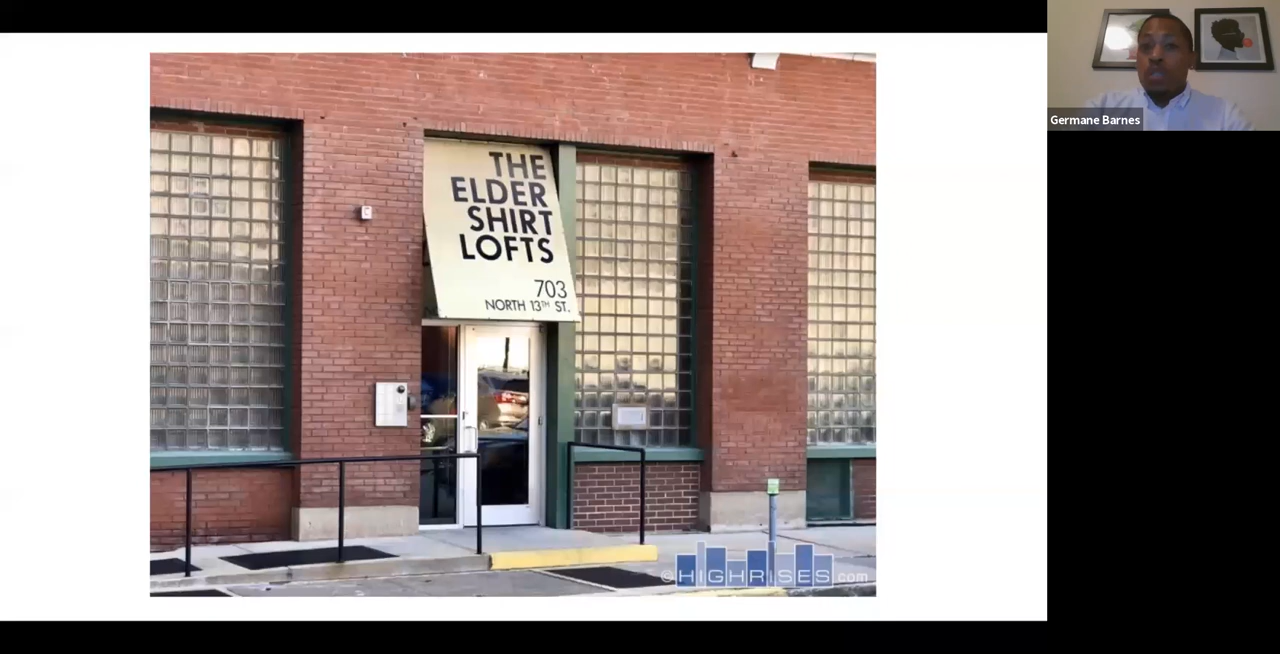 THE
ELDER
SHIRT
LOFTS
703
NORTH 13TH ST.
©HIGHRISES.com
Germane Barnes